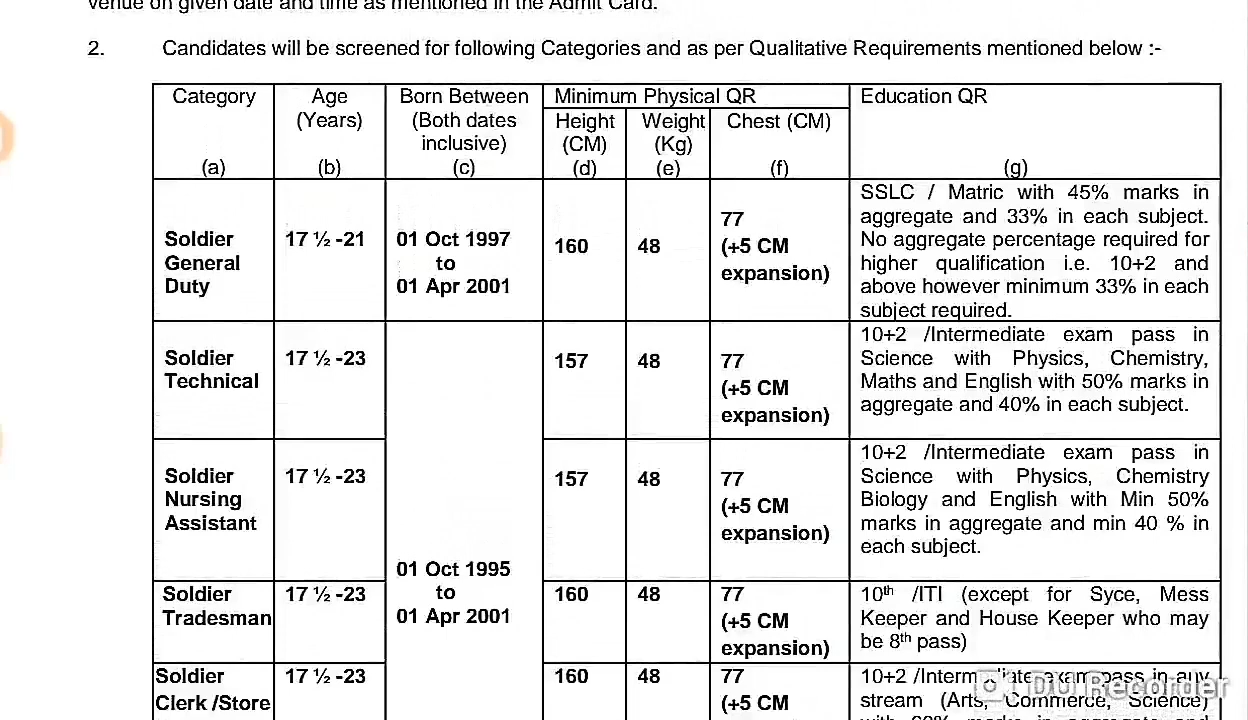 venue on given date and time as mentioned in the Admit Card.
2. Candidates will be screened for following Categories and as per Qualitative Requirements mentioned below :-
Category Age Born Between Minimum Physical QR Education QR
(Years) (Both dates Height Weight Chest (CM)
inclusive) (CM) (Kg)
(a) (b) (c) (d) (e) (f) (g)
SSLC / Matric with 45% marks in
77 aggregate and 33% in each subject.
Soldier 17 ½ -21 01 Oct 1997 160 48 (+5 CM No aggregate percentage required for
General to expansion) higher qualification i.e. 10+2 and
Duty 01 Apr 2001 above however minimum 33% in each
subject required.
10+2 /Intermediate exam pass in
Soldier 17 ½ -23 157 48 77 Science with Physics, Chemistry,
Technical (+5 CM Maths and English with 50% marks in
expansion) aggregate and 40% in each subject.
10+2 /Intermediate exam pass in
Soldier 17 ½ -23 157 48 77 Science with Physics, Chemistry
Nursing (+5 CM Biology and English with Min 50%
Assistant expansion) marks in aggregate and min 40 % in
each subject.
01 Oct 1995
Soldier 17 ½ -23 to 160 48 77 10th /ITI (except for Syce, Mess
Tradesman 01 Apr 2001 (+5 CM Keeper and House Keeper who may
expansion) be 8th pass)
Soldier 17 ½ -23 160 48 77 10+2 /Intermediate exam pass in any
Clerk /Store (+5 CM stream (Arts, Commerce, Science)
DU Recorder